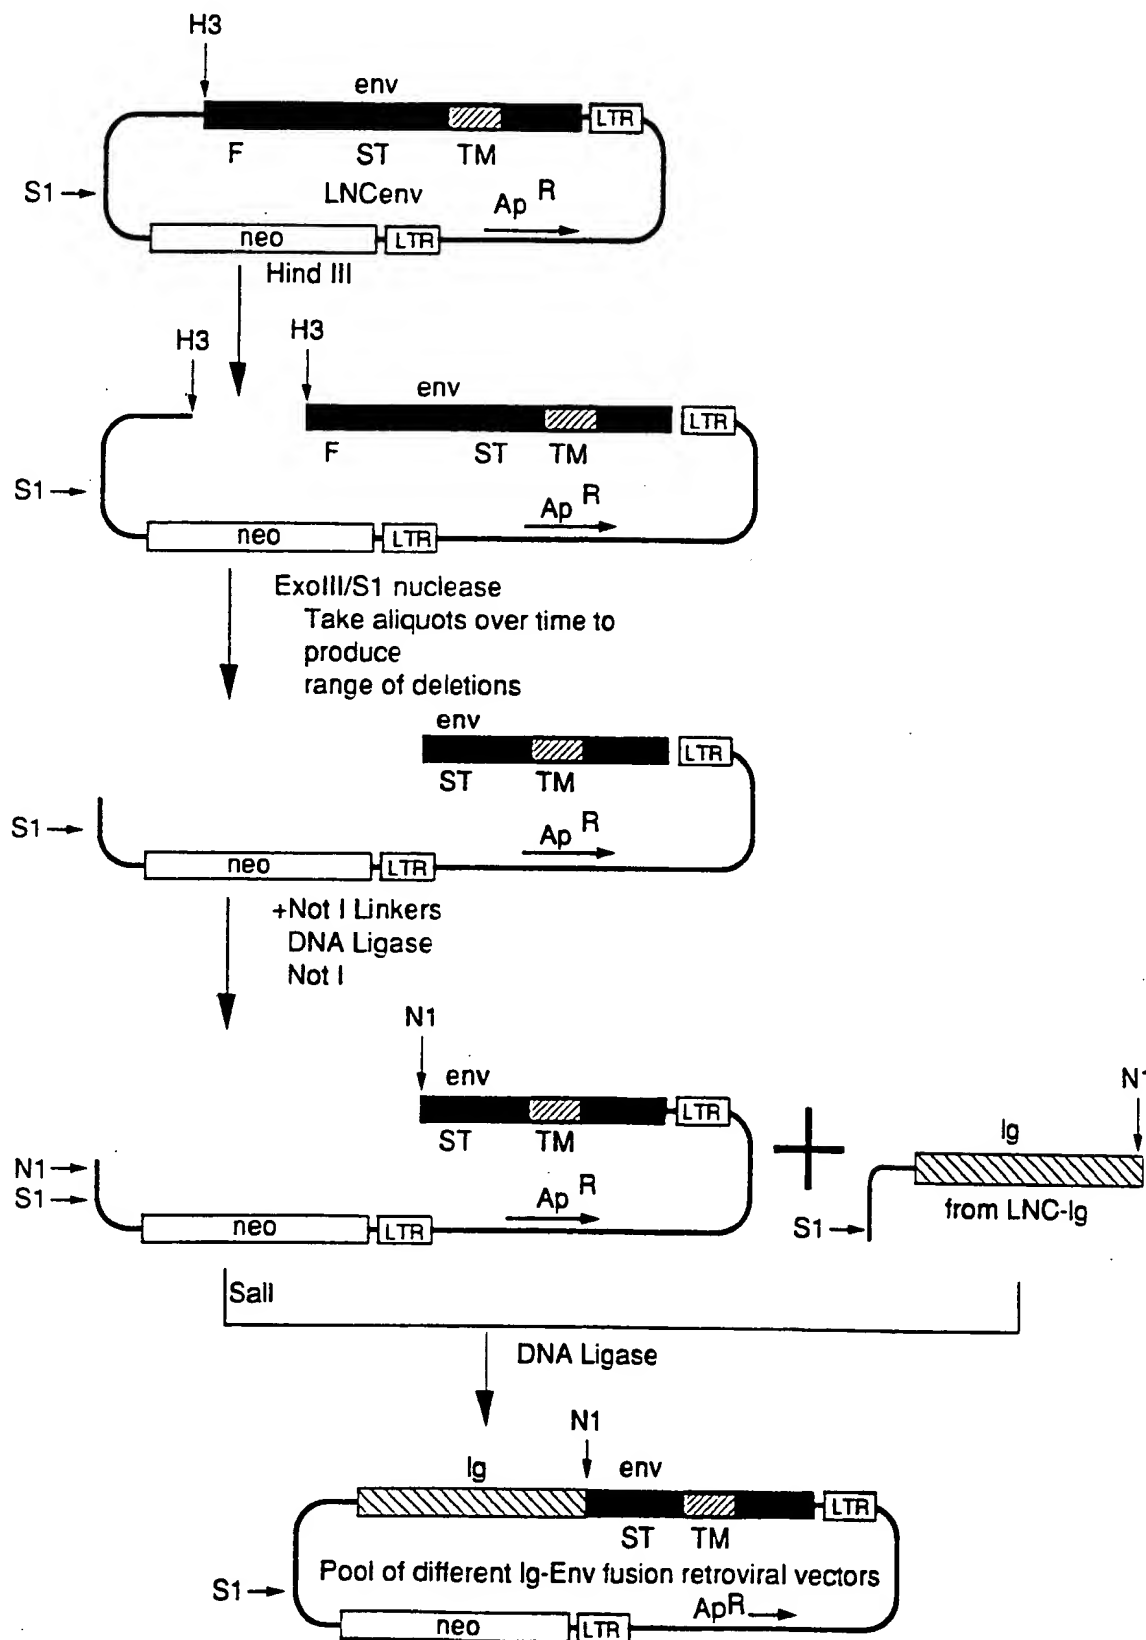 H3
env
LTR
F ST TM
S1
LNCenv
Ap R
neo LTR
Hind III
H3 H3
env
LTR
F ST TM
S1
Ap R
neo LTR
ExoIII/S1 nuclease
Take aliquots over time to
produce
range of deletions
env
LTR
ST TM
S1
Ap R
neo LTR
+Not I Linkers
DNA Ligase
Not I
N1
env
LTR
ST TM
N1
S1
Ap R
neo LTR
N1
Ig
from LNC-Ig
S1
SalI
DNA Ligase
N1
Ig env
LTR
ST TM
Pool of different Ig-Env fusion retroviral vectors
S1
ApR
neo LTR